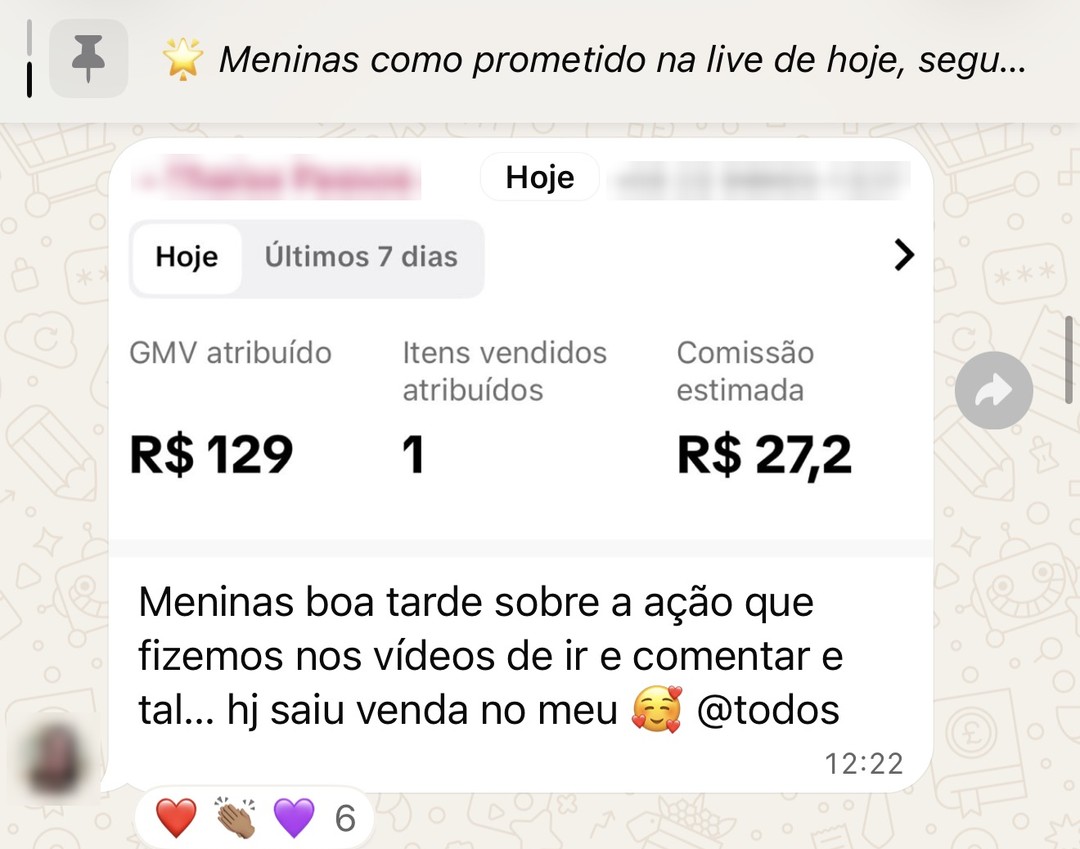 🌟 Meninas como prometido na live de hoje, segu...
Hoje
Hoje Últimos 7 dias
GMV atribuído Itens vendidos atribuídos Comissão estimada
R$ 129 1 R$ 27,2
Meninas boa tarde sobre a ação que
fizemos nos vídeos de ir e comentar e
tal... hj saiu venda no meu 🥰 @todos
12:22
❤️ 👏🏽 💜 6